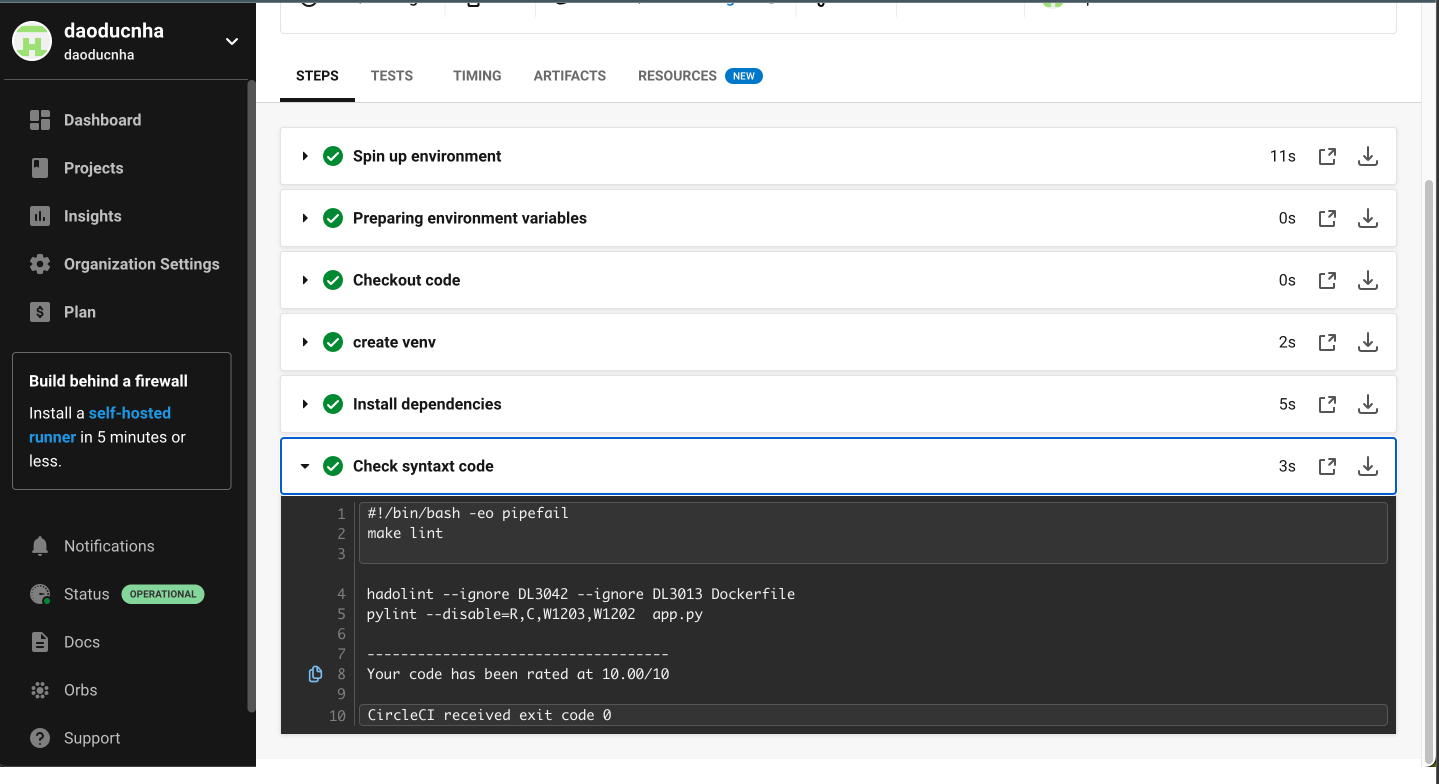 daoducnha
daoducnha
Dashboard
Projects
Insights
Organization Settings
Plan
Build behind a firewall
Install a self-hosted
runner in 5 minutes or
less.
Notifications
Status OPERATIONAL
Docs
Orbs
Support
STEPS TESTS TIMING ARTIFACTS RESOURCES NEW
Spin up environment 11s
Preparing environment variables 0s
Checkout code 0s
create venv 2s
Install dependencies 5s
Check syntaxt code 3s
1 #!/bin/bash -eo pipefail
2 make lint
3
4 hadolint --ignore DL3042 --ignore DL3013 Dockerfile
5 pylint --disable=R,C,W1203,W1202  app.py
6
7 ------------------------------------
8 Your code has been rated at 10.00/10
9
10 CircleCI received exit code 0